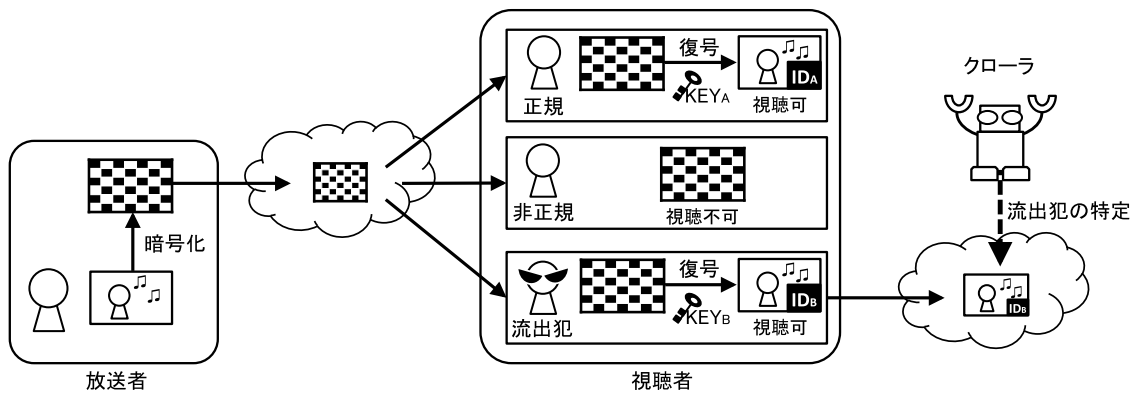 暗号化
放送者
復号
KEYA
IDA
正規
視聴可
非正規
視聴不可
復号
KEYB
IDB
流出犯
視聴可
視聴者
クローラ
流出犯の特定
IDB